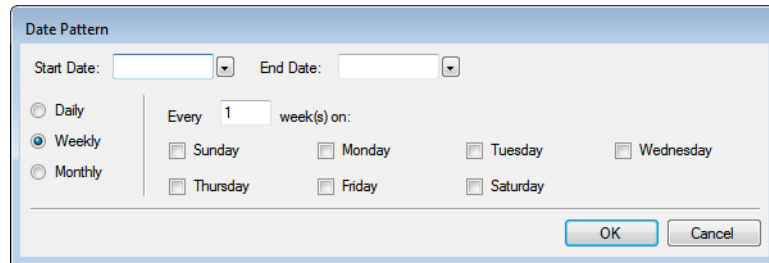 Date Pattern
Start Date: End Date:
Daily
Every 1 week(s) on:
Weekly
Sunday Monday Tuesday Wednesday
Monthly
Thursday Friday Saturday
OK Cancel